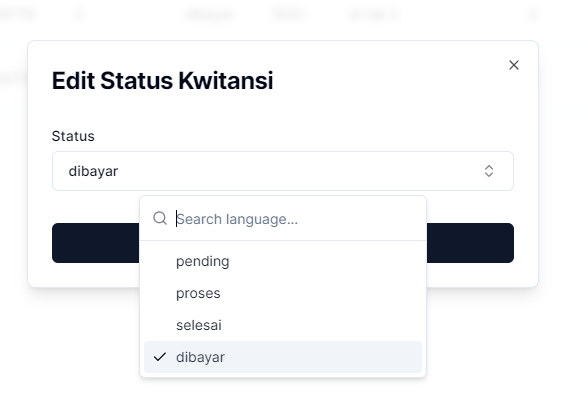 Edit Status Kwitansi
Status
dibayar
Search language...
pending
proses
selesai
dibayar